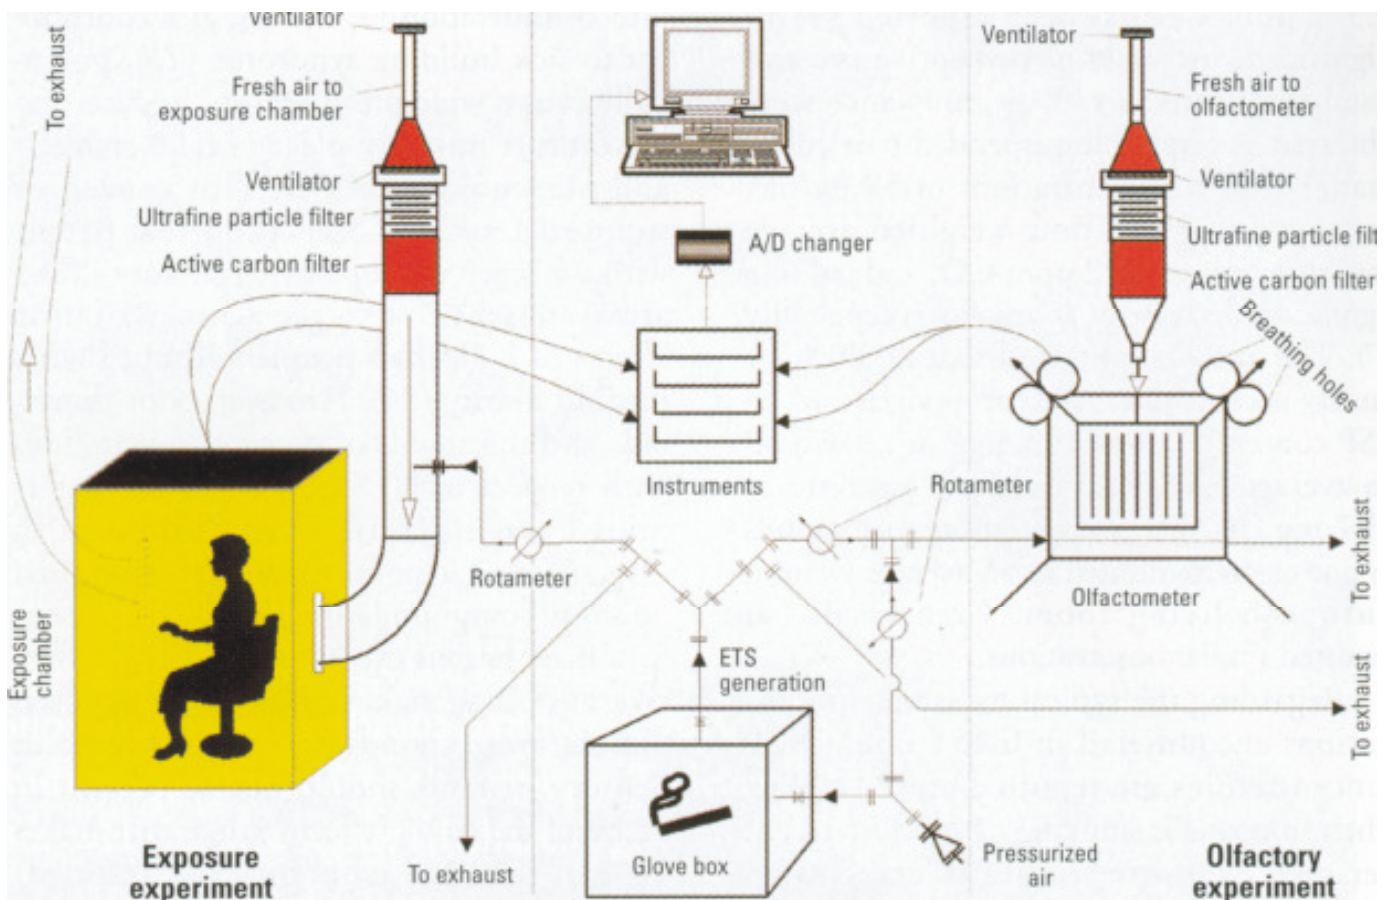 Ventilator
To exhaust
Fresh air to
exposure chamber
Ventilator
Ultrafine particle filter
Active carbon filter
A/D changer
Instruments
Ventilator
Fresh air to
olfactometer
Ventilator
Ultrafine particle filt
Active carbon filter
Breathing holes
Rotameter
Rotameter
Olfactometer
To exhaust
To exhaust
Exposure
chamber
ETS
generation
Glove box
Pressurized
air
To exhaust
Exposure
experiment
Olfactory
experiment